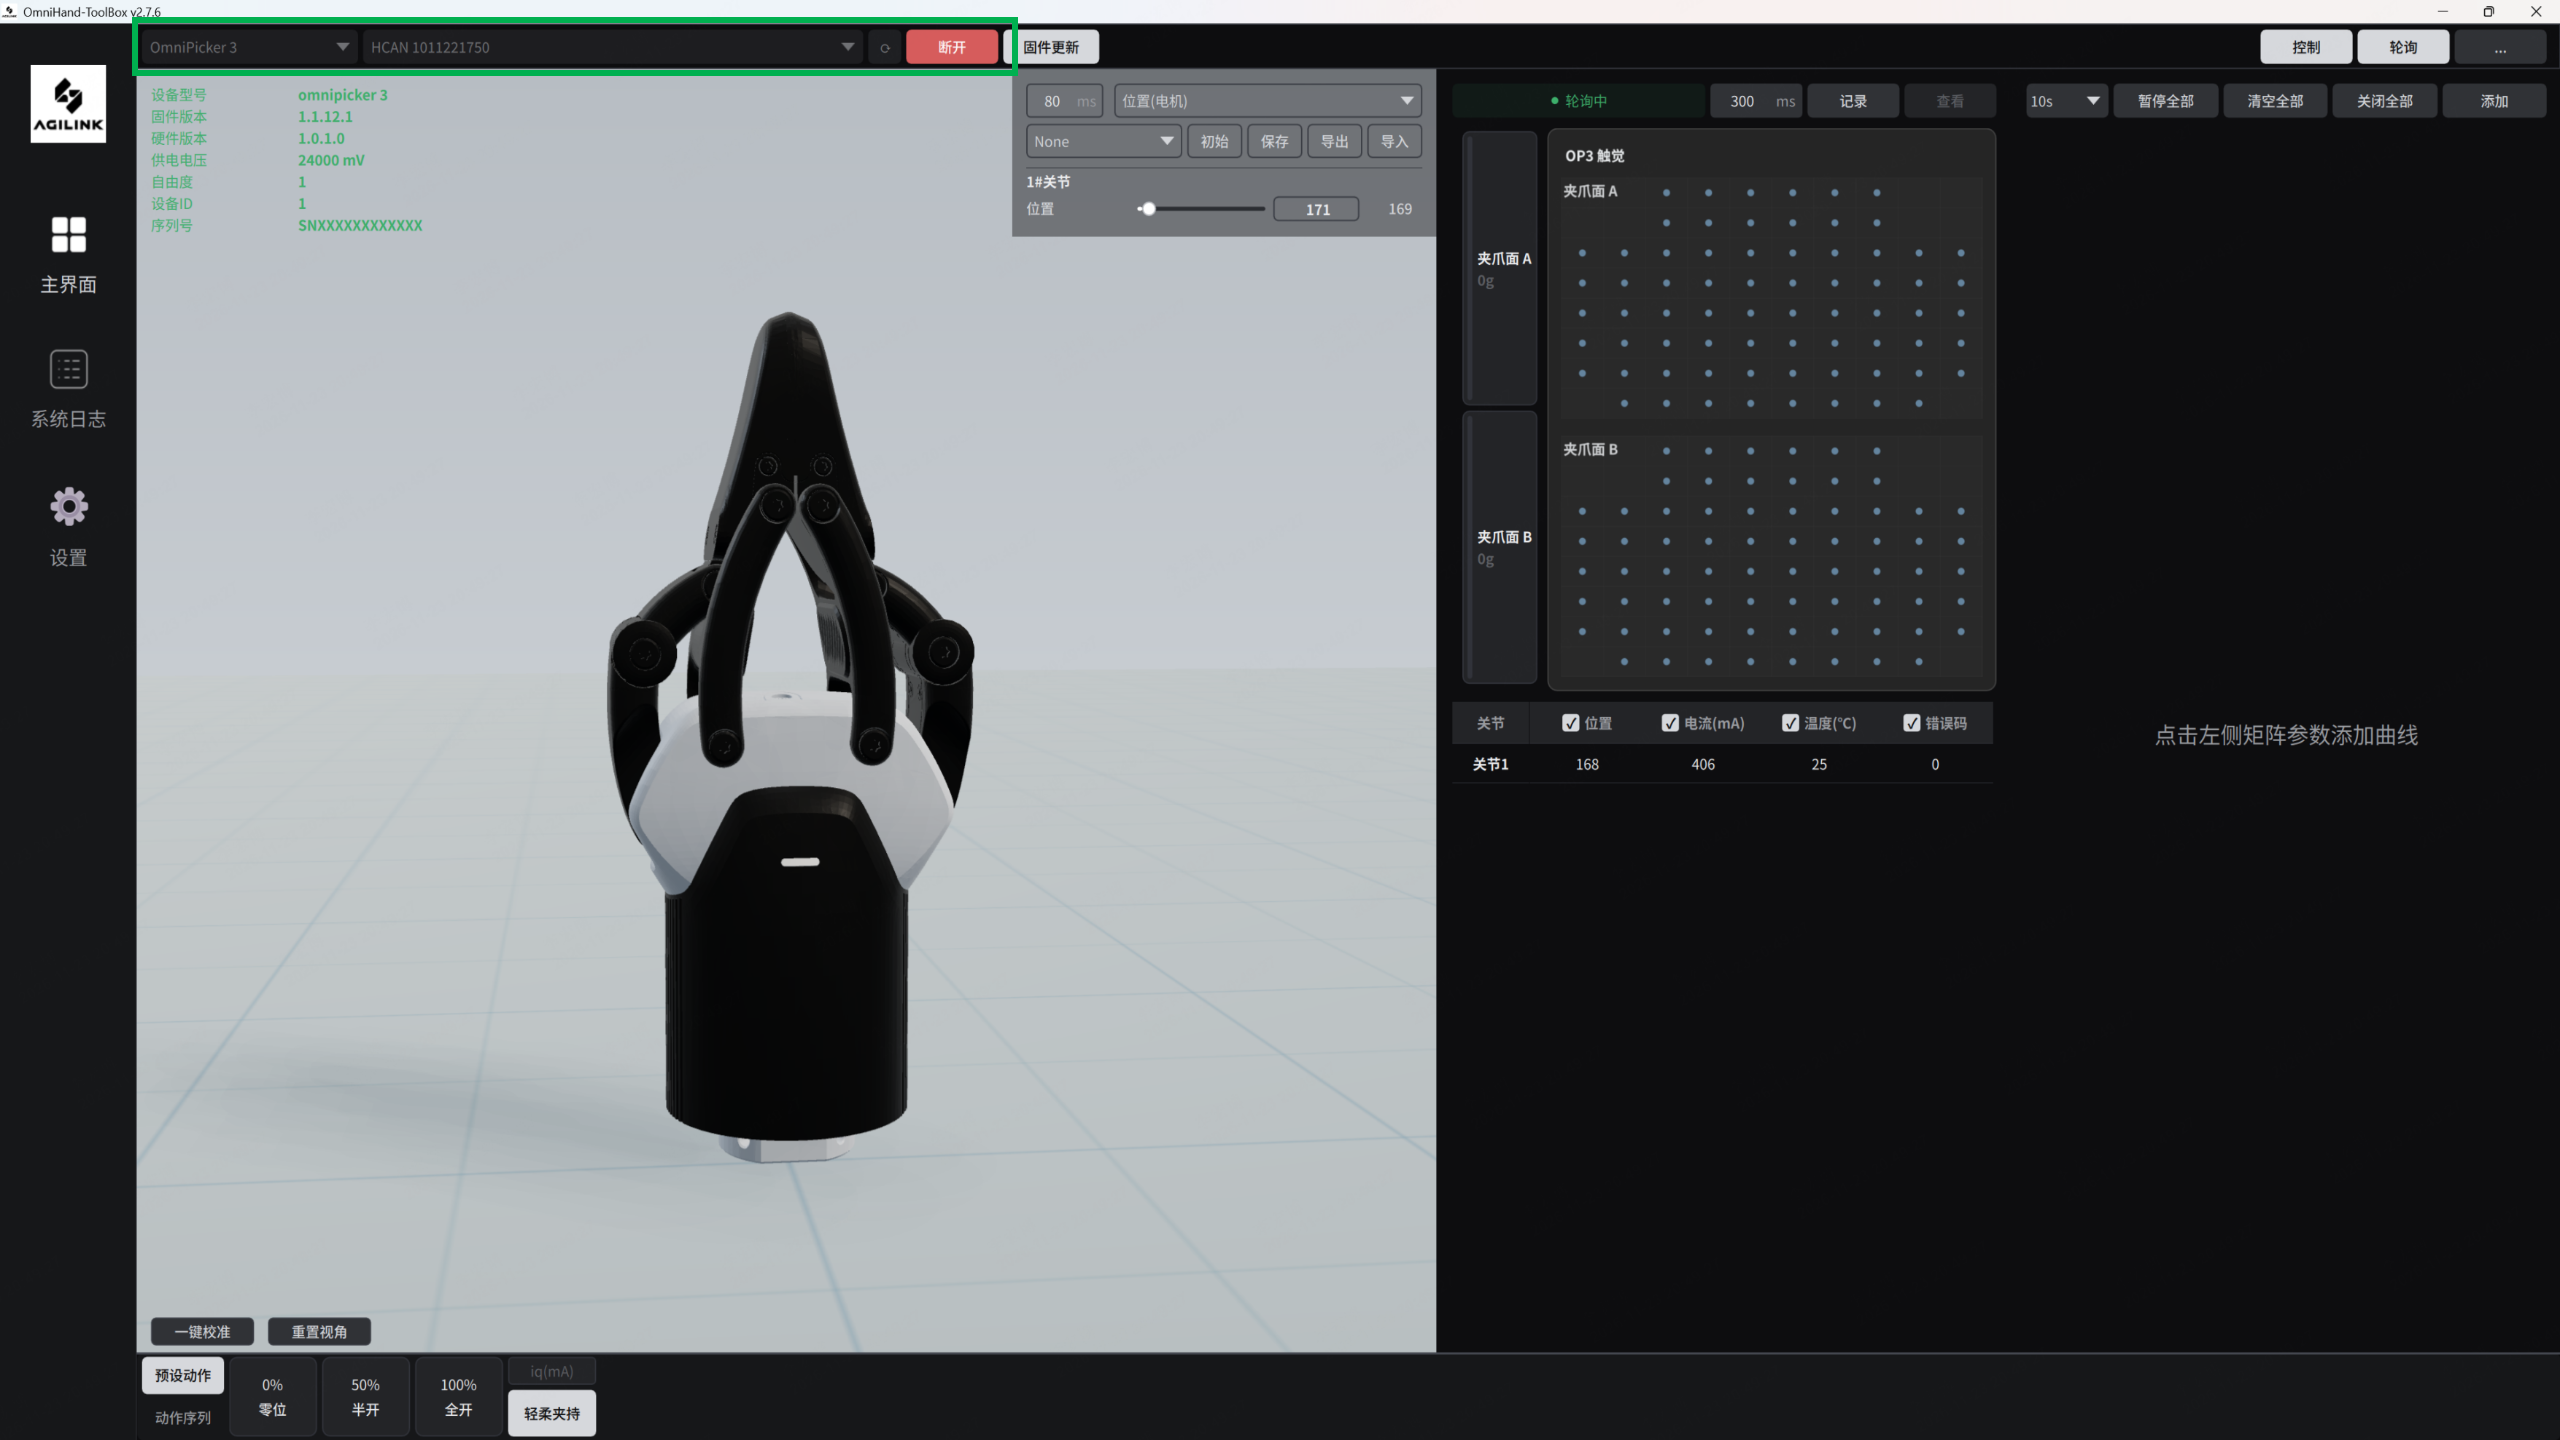 OmniHand-ToolBox v2.7.6
OmniPicker 3
HCAN 1011221750
断开
固件更新
控制
轮询
...
AGILINK
主界面
系统日志
设置
设备型号 omnipicker 3
固件版本 1.1.12.1
硬件版本 1.0.1.0
供电电压 24000 mV
自由度 1
设备ID 1
序列号 SNXXXXXXXXXXXX
80 ms
位置(电机)
None
初始
保存
导出
导入
1#关节
位置 171 169
轮询中
300 ms
记录
查看
10s
暂停全部
清空全部
关闭全部
添加
夹爪面 A
0g
夹爪面 B
0g
OP3 触觉
夹爪面 A
夹爪面 B
关节 位置 电流(mA) 温度(℃) 错误码
关节1 168 406 25 0
点击左侧矩阵参数添加曲线
一键校准
重置视角
预设动作
动作序列
0%
零位
50%
半开
100%
全开
iq(mA)
轻柔夹持